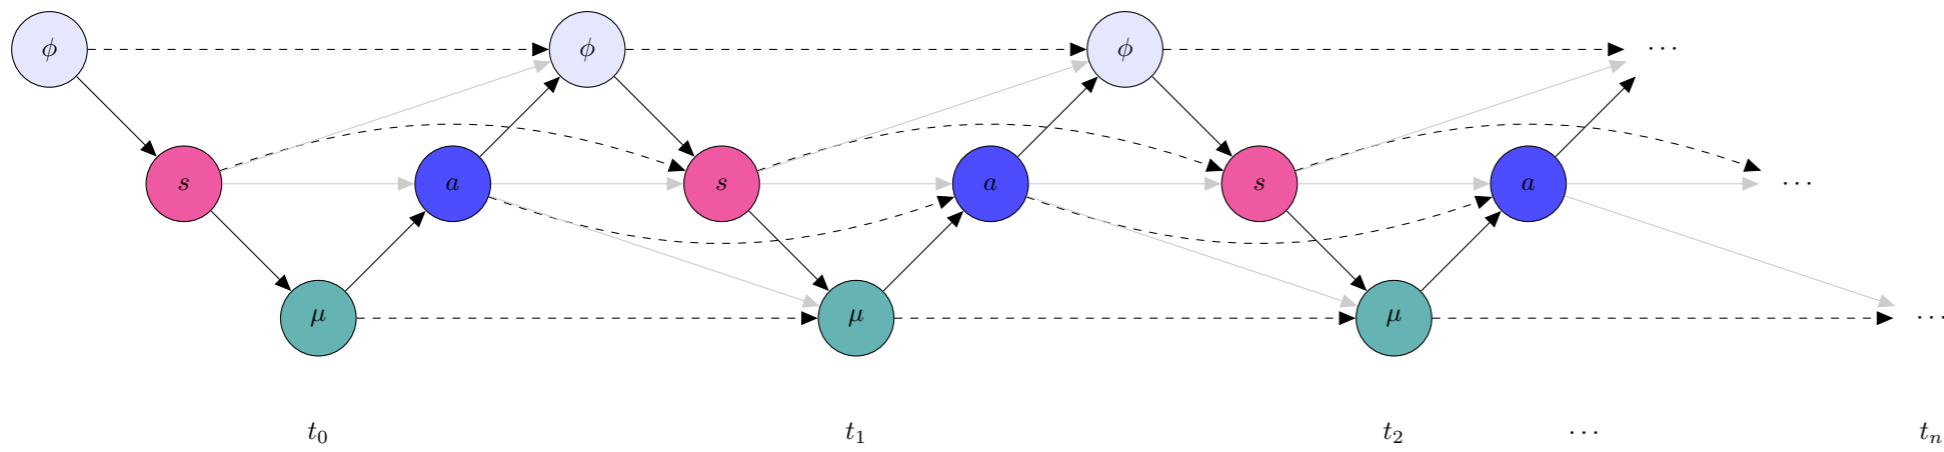 ϕ ϕ ϕ ⋯
s a s a s a ⋯
μ μ μ ⋯
t₀ t₁ t₂ ⋯ tₙ